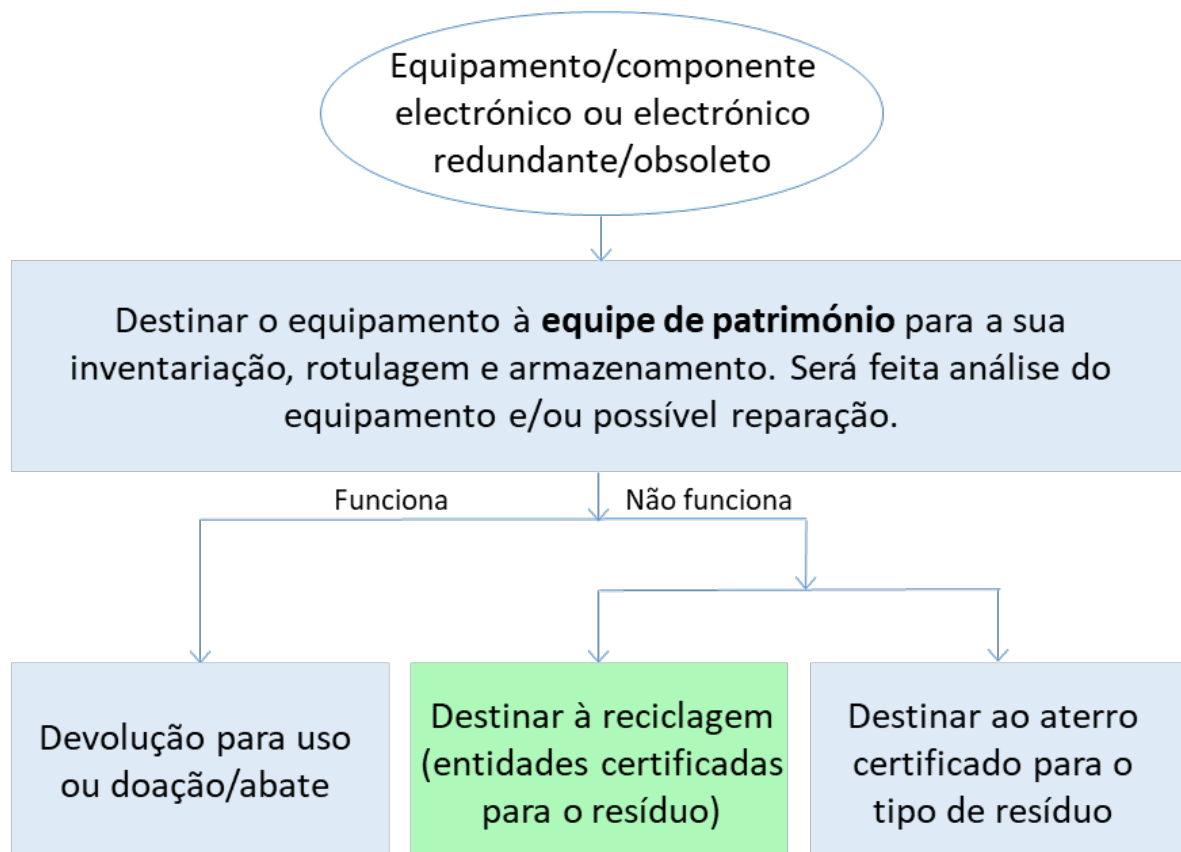 Equipamento/componente
electrónico ou electrónico
redundante/obsoleto
Destinar o equipamento à equipe de património para a sua
inventariação, rotulagem e armazenamento. Será feita análise do
equipamento e/ou possível reparação.
Funciona
Não funciona
Devolução para uso
ou doação/abate
Destinar à reciclagem
(entidades certificadas
para o resíduo)
Destinar ao aterro
certificado para o
tipo de resíduo